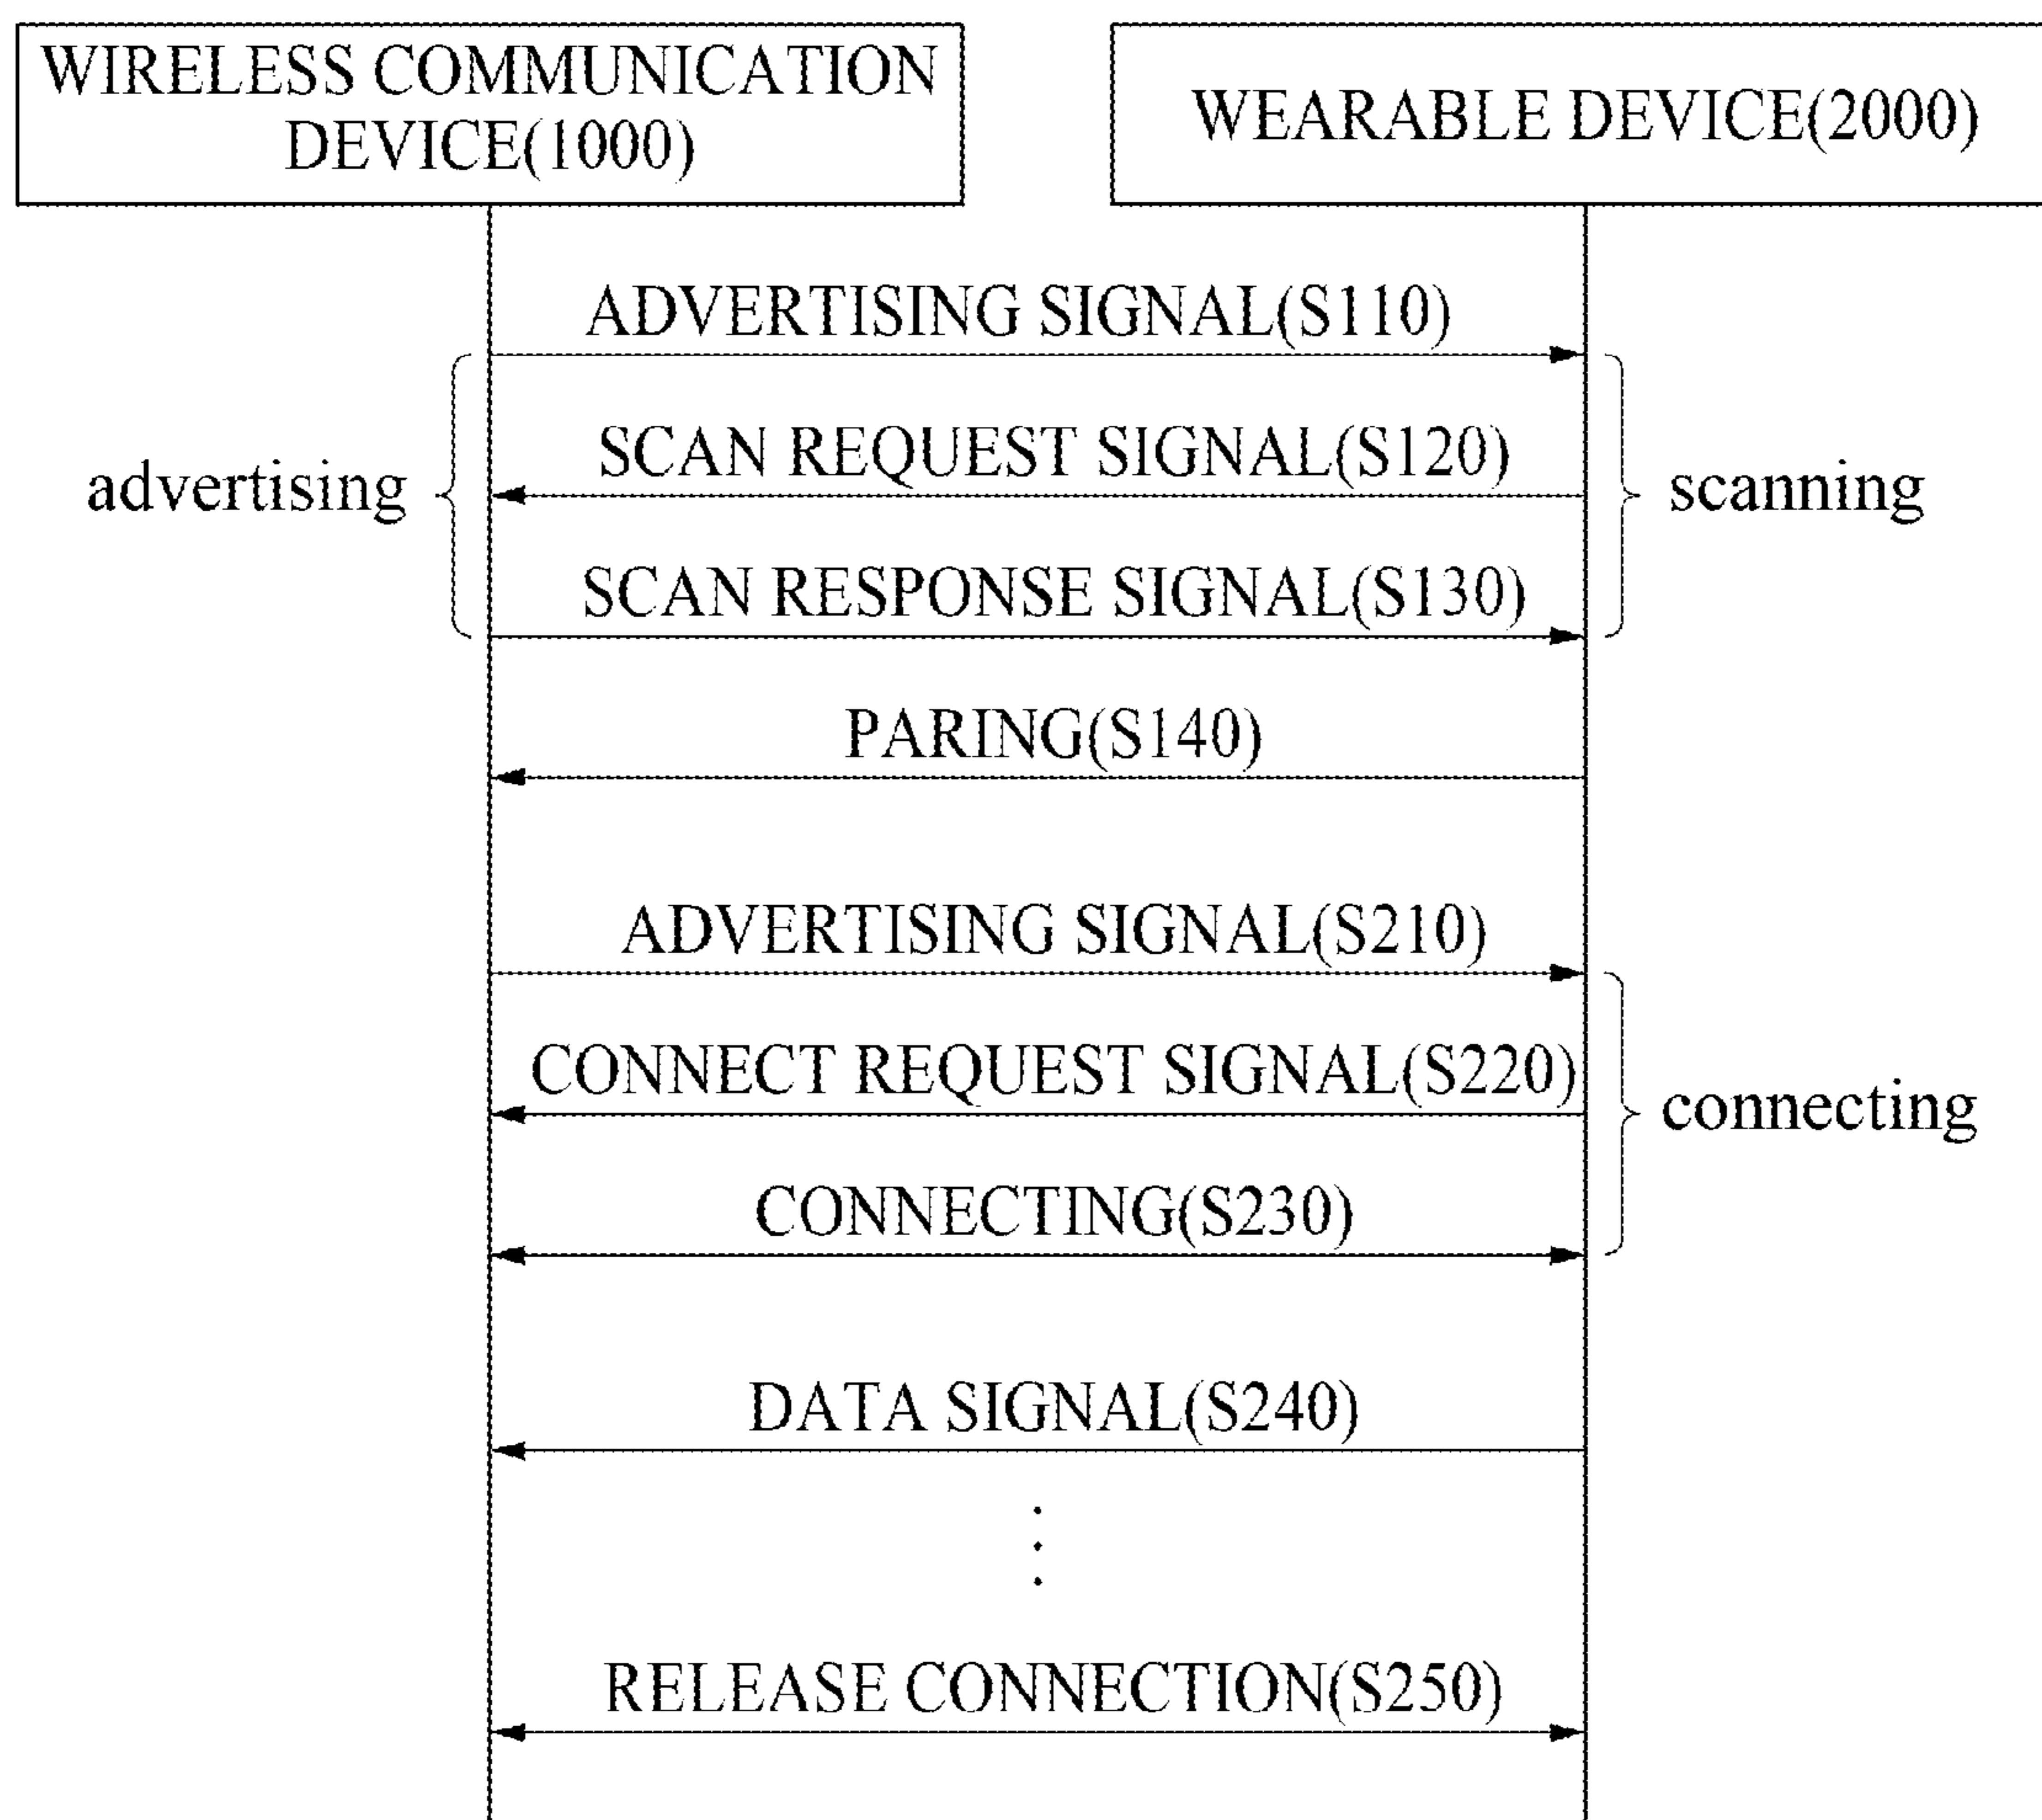 WIRELESS COMMUNICATION
DEVICE(1000)
WEARABLE DEVICE(2000)
ADVERTISING SIGNAL(S110)
SCAN REQUEST SIGNAL(S120)
advertising
scanning
SCAN RESPONSE SIGNAL(S130)
PARING(S140)
ADVERTISING SIGNAL(S210)
CONNECT REQUEST SIGNAL(S220)
connecting
CONNECTING(S230)
DATA SIGNAL(S240)
RELEASE CONNECTION(S250)